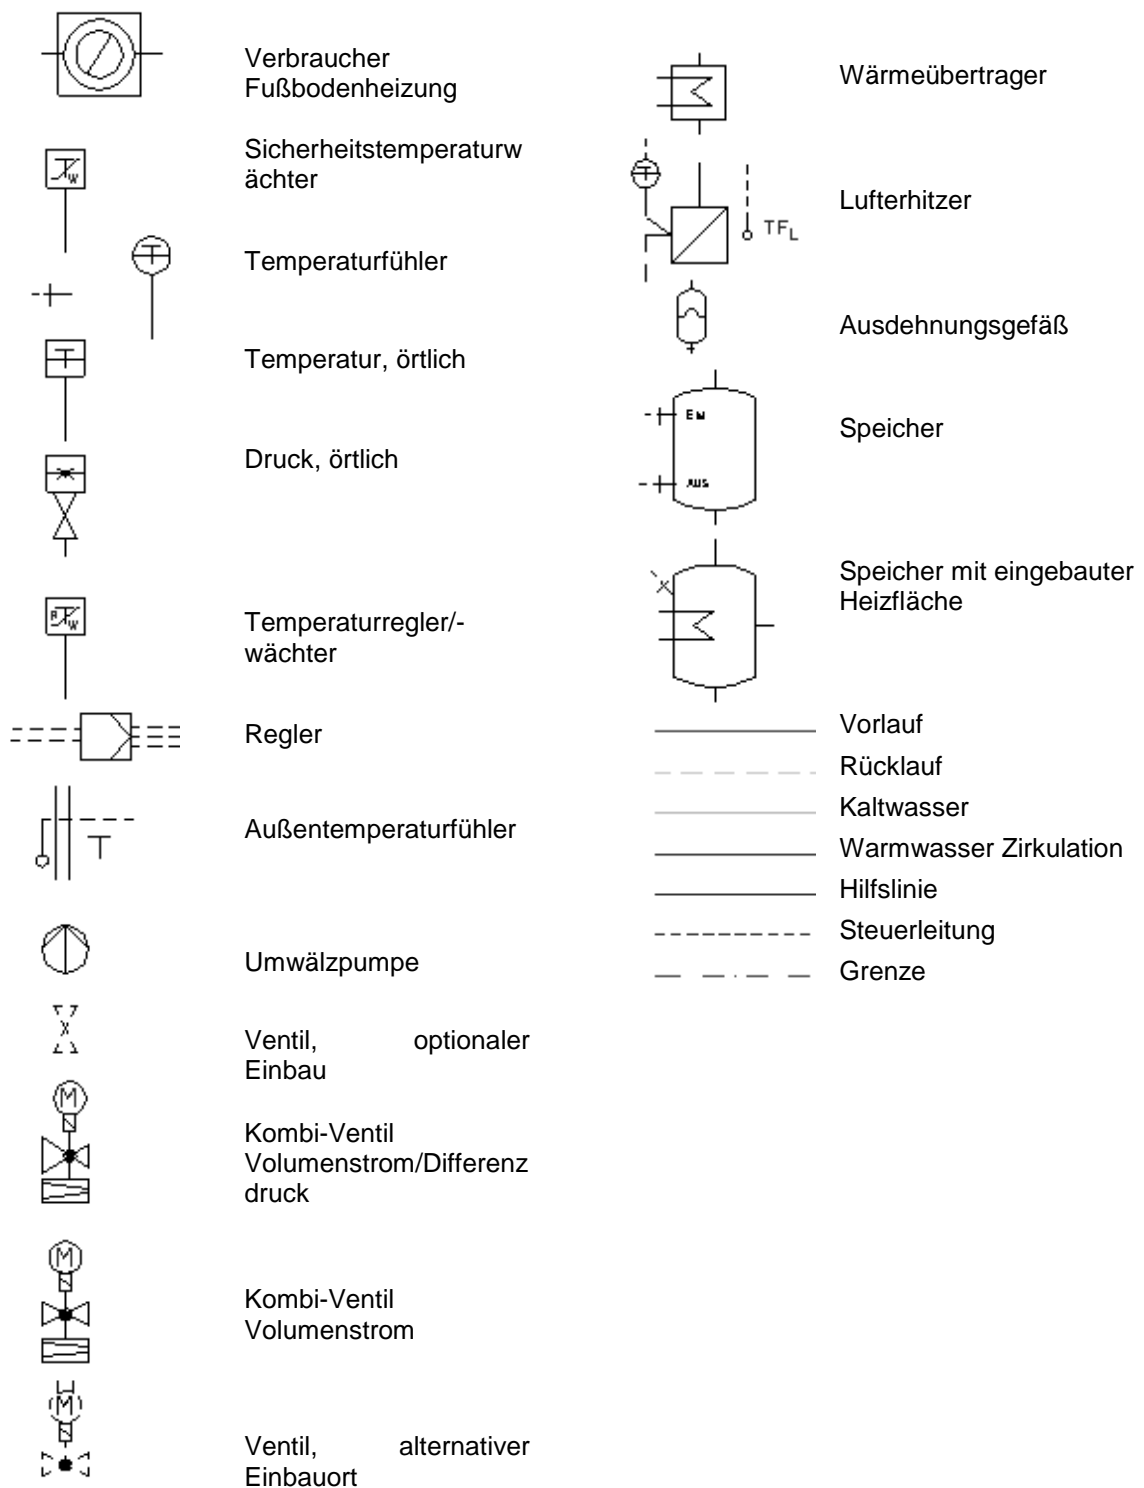 Verbraucher
Fußbodenheizung
Sicherheitstemperaturw
ächter
W
Temperaturfühler
T
Temperatur, örtlich
T
Druck, örtlich
Temperaturregler/-
wächter
R
W
Regler
Außentemperaturfühler
T
Umwälzpumpe
Ventil, optionaler
Einbau
M
Kombi-Ventil
Volumenstrom/Differenz
druck
M
Kombi-Ventil
Volumenstrom
M
Ventil, alternativer
Einbauort
Wärmeübertrager
T
Lufterhitzer
TFL
Ausdehnungsgefäß
EIN
Speicher
AUS
Speicher mit eingebauter
Heizfläche
Vorlauf
Rücklauf
Kaltwasser
Warmwasser Zirkulation
Hilfslinie
Steuerleitung
Grenze